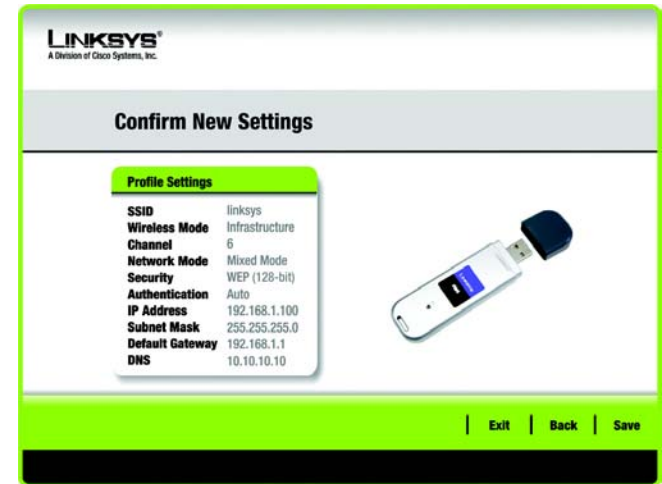 LINKSYS®
A Division of Cisco Systems, Inc.
Confirm New Settings
Profile Settings
SSID linksys
Wireless Mode Infrastructure
Channel 6
Network Mode Mixed Mode
Security WEP (128-bit)
Authentication Auto
IP Address 192.168.1.100
Subnet Mask 255.255.255.0
Default Gateway 192.168.1.1
DNS 10.10.10.10
Exit Back Save